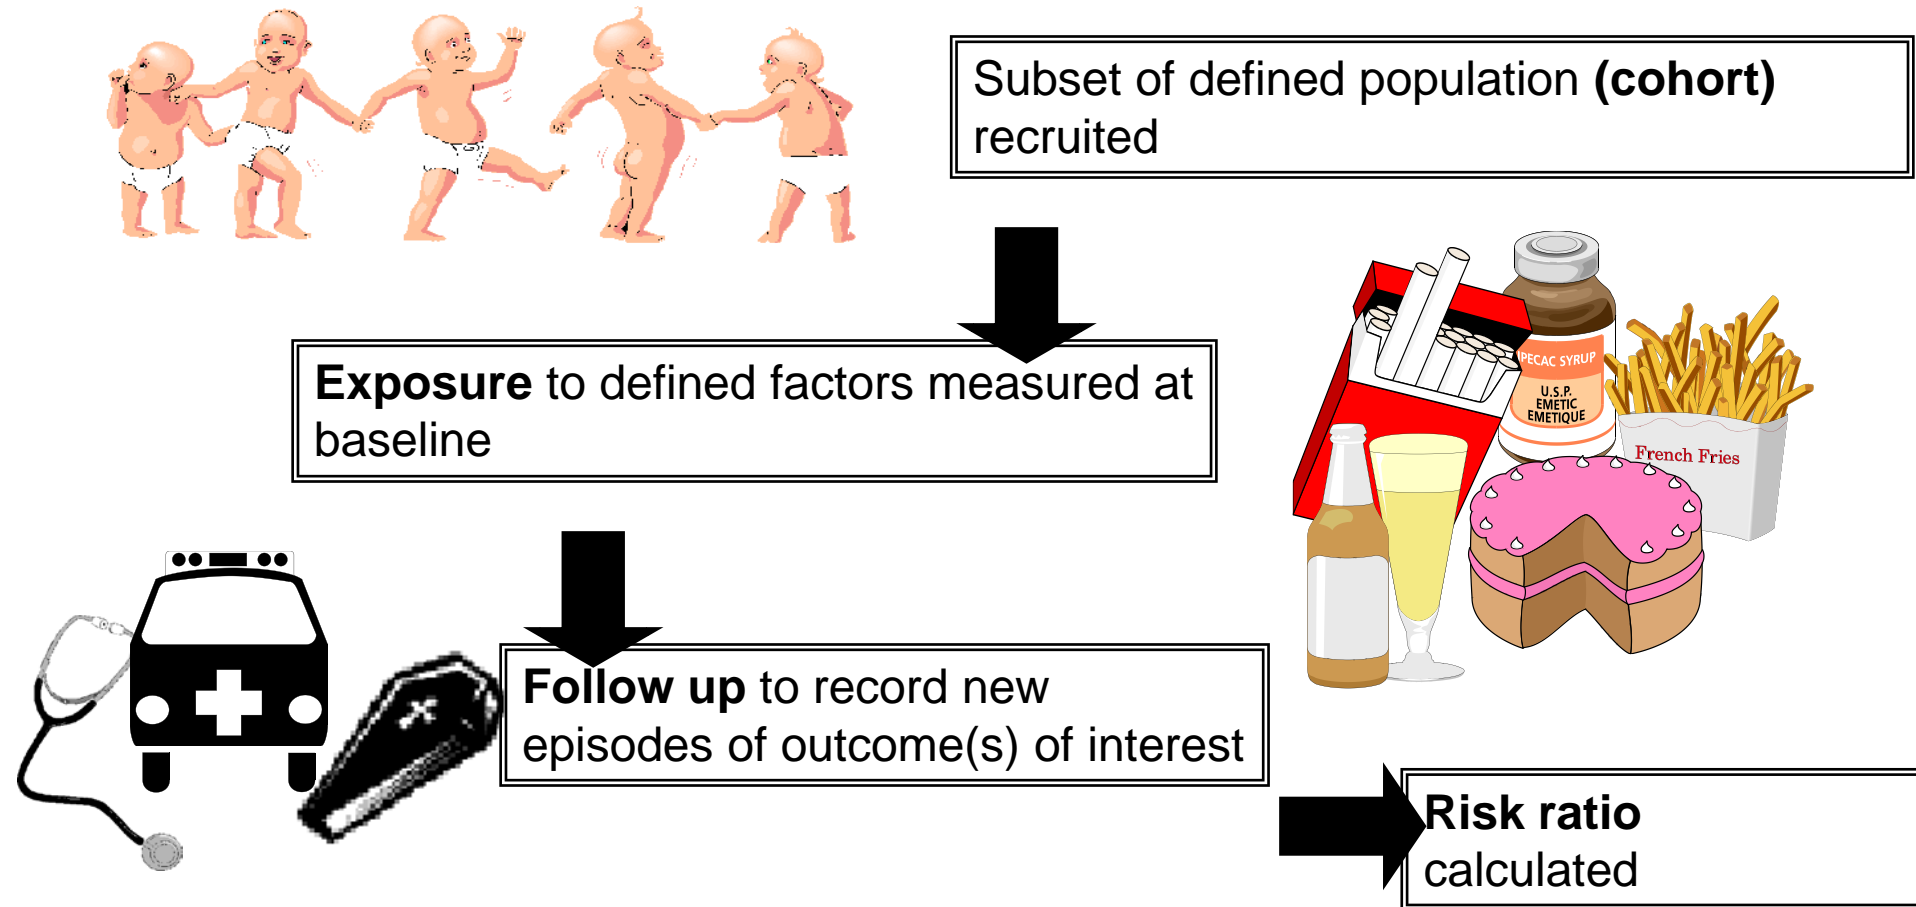 Subset of defined population (cohort)
recruited
Exposure to defined factors measured at
baseline
PECAC SYRUP
U.S.P.
EMETIC
EMETIQUE
French Fries
Follow up to record new
episodes of outcome(s) of interest
Risk ratio
calculated